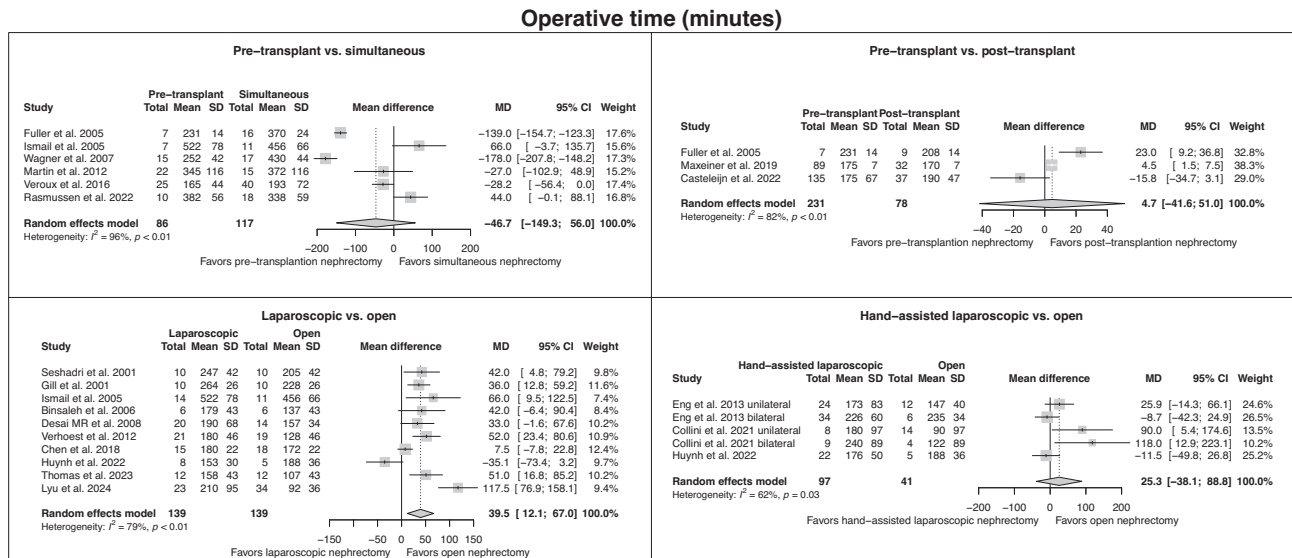 Operative time (minutes)
Pre−transplant vs. simultaneous
Pre−transplant Simultaneous
Study Total Mean SD Total Mean SD Mean difference MD 95% CI Weight
Fuller et al. 2005 7 231 14 16 370 24 −139.0 [−154.7; −123.3] 17.6%
Ismail et al. 2005 7 522 78 11 456 66 66.0 [ −3.7; 135.7] 15.6%
Wagner et al. 2007 15 252 42 17 430 44 −178.0 [−207.8; −148.2] 17.3%
Martin et al. 2012 22 345 116 15 372 116 −27.0 [−102.9; 48.9] 15.2%
Veroux et al. 2016 25 165 44 40 193 72 −28.2 [ −56.4; 0.0] 17.4%
Rasmussen et al. 2022 10 382 56 18 338 59 44.0 [ −0.1; 88.1] 16.8%
Random effects model 86 117 −46.7 [−149.3; 56.0] 100.0%
Heterogeneity: I² = 96%, p < 0.01
−200 −100 0 100 200
Favors pre−transplantion nephrectomy Favors simultaneous nephrectomy
Pre−transplant vs. post−transplant
Pre−transplant Post−transplant
Study Total Mean SD Total Mean SD Mean difference MD 95% CI Weight
Fuller et al. 2005 7 231 14 9 208 14 23.0 [ 9.2; 36.8] 32.8%
Maxeiner et al. 2019 89 175 7 32 170 7 4.5 [ 1.5; 7.5] 38.3%
Casteleijn et al. 2022 135 175 67 37 190 47 −15.8 [−34.7; 3.1] 29.0%
Random effects model 231 78 4.7 [−41.6; 51.0] 100.0%
Heterogeneity: I² = 82%, p < 0.01
−40 −20 0 20 40
Favors pre−transplantion nephrectomy Favors post−transplantion nephrectomy
Laparoscopic vs. open
Laparoscopic Open
Study Total Mean SD Total Mean SD Mean difference MD 95% CI Weight
Seshadri et al. 2001 10 247 42 10 205 42 42.0 [ 4.8; 79.2] 9.8%
Gill et al. 2001 10 264 26 10 228 26 36.0 [ 12.8; 59.2] 11.6%
Ismail et al. 2005 14 522 78 11 456 66 66.0 [ 9.5; 122.5] 7.4%
Binsaleh et al. 2006 6 179 43 6 137 43 42.0 [ −6.4; 90.4] 8.4%
Desai MR et al. 2008 20 190 68 14 157 34 33.0 [ −1.6; 67.6] 10.2%
Verhoest et al. 2012 21 180 46 19 128 46 52.0 [ 23.4; 80.6] 10.9%
Chen et al. 2018 15 180 22 18 172 22 7.5 [ −7.8; 22.8] 12.4%
Huynh et al. 2022 8 153 30 5 188 36 −35.1 [−73.4; 3.2] 9.7%
Thomas et al. 2023 12 158 43 12 107 43 51.0 [ 16.8; 85.2] 10.2%
Lyu et al. 2024 23 210 95 34 92 36 117.5 [ 76.9; 158.1] 9.4%
Random effects model 139 139 39.5 [ 12.1; 67.0] 100.0%
Heterogeneity: I² = 79%, p < 0.01
−150 −50 0 50 100 150
Favors laparoscopic nephrectomy Favors open nephrectomy
Hand−assisted laparoscopic vs. open
Hand−assisted laparoscopic Open
Study Total Mean SD Total Mean SD Mean difference MD 95% CI Weight
Eng et al. 2013 unilateral 24 173 83 12 147 40 25.9 [−14.3; 66.1] 24.6%
Eng et al. 2013 bilateral 34 226 60 6 235 34 −8.7 [−42.3; 24.9] 26.5%
Collini et al. 2021 unilateral 8 180 97 14 90 97 90.0 [ 5.4; 174.6] 13.5%
Collini et al. 2021 bilateral 9 240 89 4 122 89 118.0 [ 12.9; 223.1] 10.2%
Huynh et al. 2022 22 176 50 5 188 36 −11.5 [−49.8; 26.8] 25.2%
Random effects model 97 41 25.3 [−38.1; 88.8] 100.0%
Heterogeneity: I² = 62%, p = 0.03
−200 −100 0 50 100 200
Favors hand−assisted laparoscopic nephrectomy Favors open nephrectomy